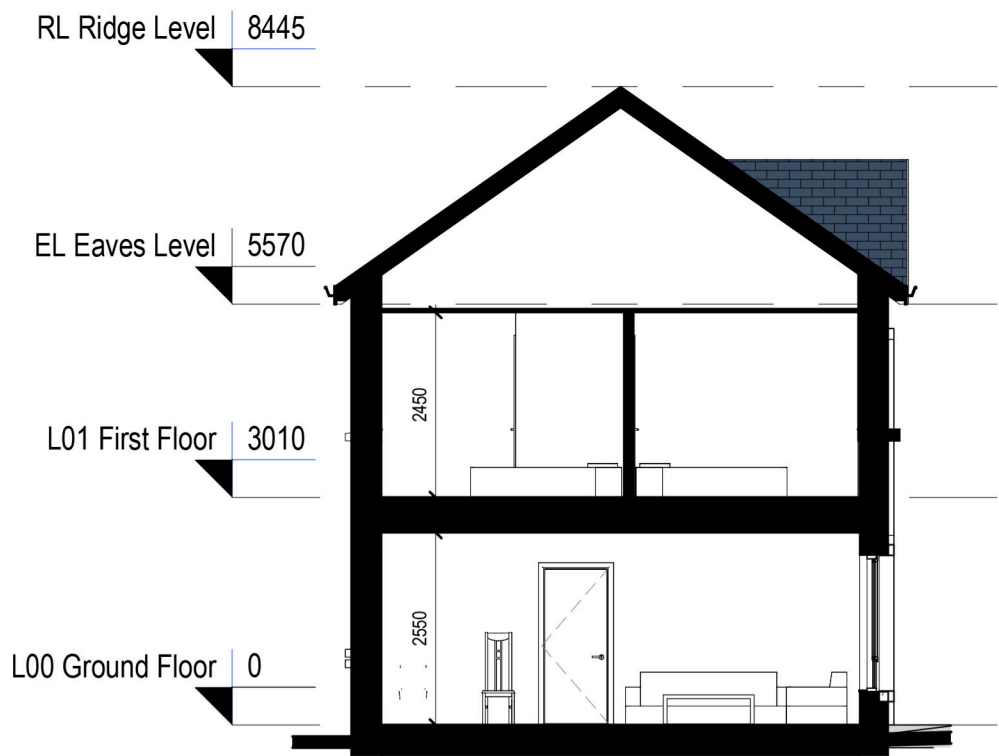 RL Ridge Level 8445
EL Eaves Level 5570
2450
L01 First Floor 3010
2550
L00 Ground Floor 0